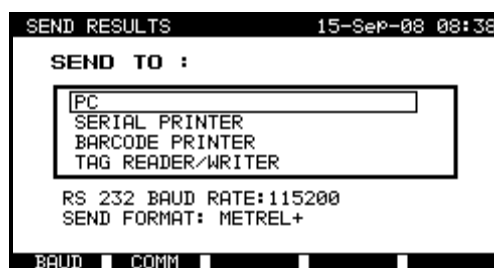 SEND RESULTS 15-Sep-08 08:38
SEND TO :
PC
SERIAL PRINTER
BARCODE PRINTER
TAG READER/WRITER
RS 232 BAUD RATE:115200
SEND FORMAT: METREL+
BAUD COMM